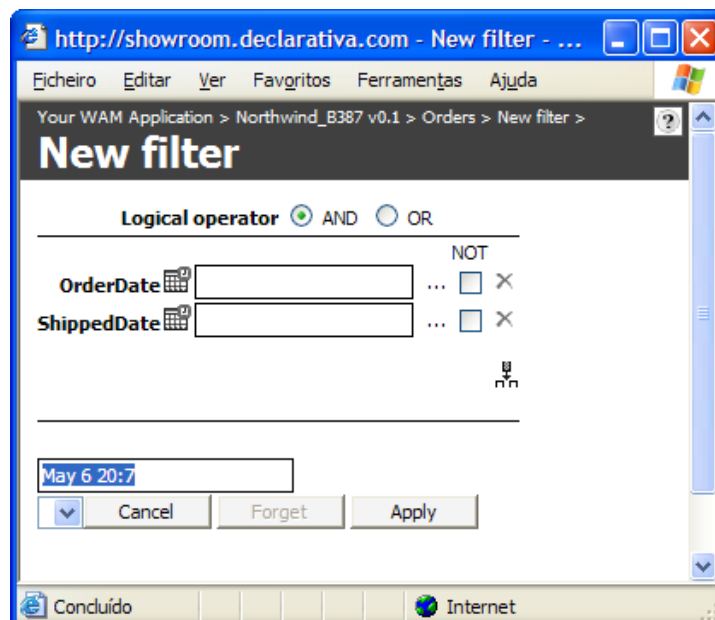 http://showroom.declarativa.com - New filter - ...
Ficheiro Editar Ver Favoritos Ferramentas Ajuda
Your WAM Application > Northwind_B387 v0.1 > Orders > New filter >
?
New filter
Logical operator AND OR
NOT
OrderDate ...
ShippedDate ...
May 6 20:7
Cancel Forget Apply
Concluído Internet